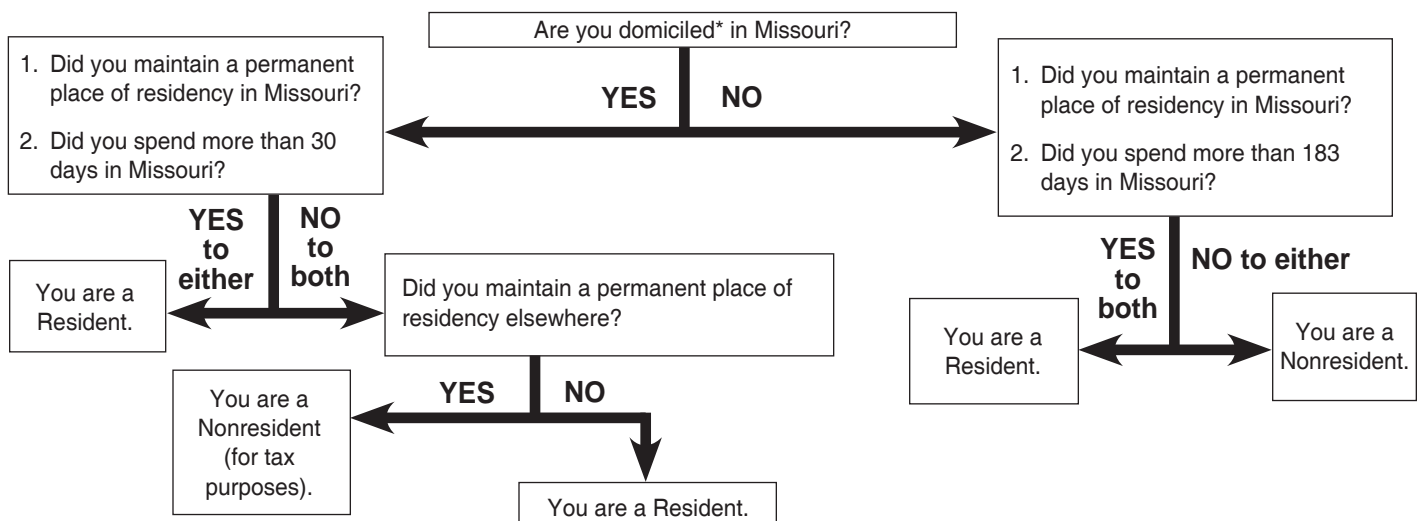 Are you domiciled* in Missouri?
1. Did you maintain a permanent
place of residency in Missouri?
2. Did you spend more than 30
days in Missouri?
YES
NO
1. Did you maintain a permanent
place of residency in Missouri?
2. Did you spend more than 183
days in Missouri?
YES
to
either
NO
to
both
YES
to
both
NO to either
You are a
Resident.
Did you maintain a permanent place of
residency elsewhere?
You are a
Resident.
You are a
Nonresident.
YES
NO
You are a
Nonresident
(for tax
purposes).
You are a Resident.